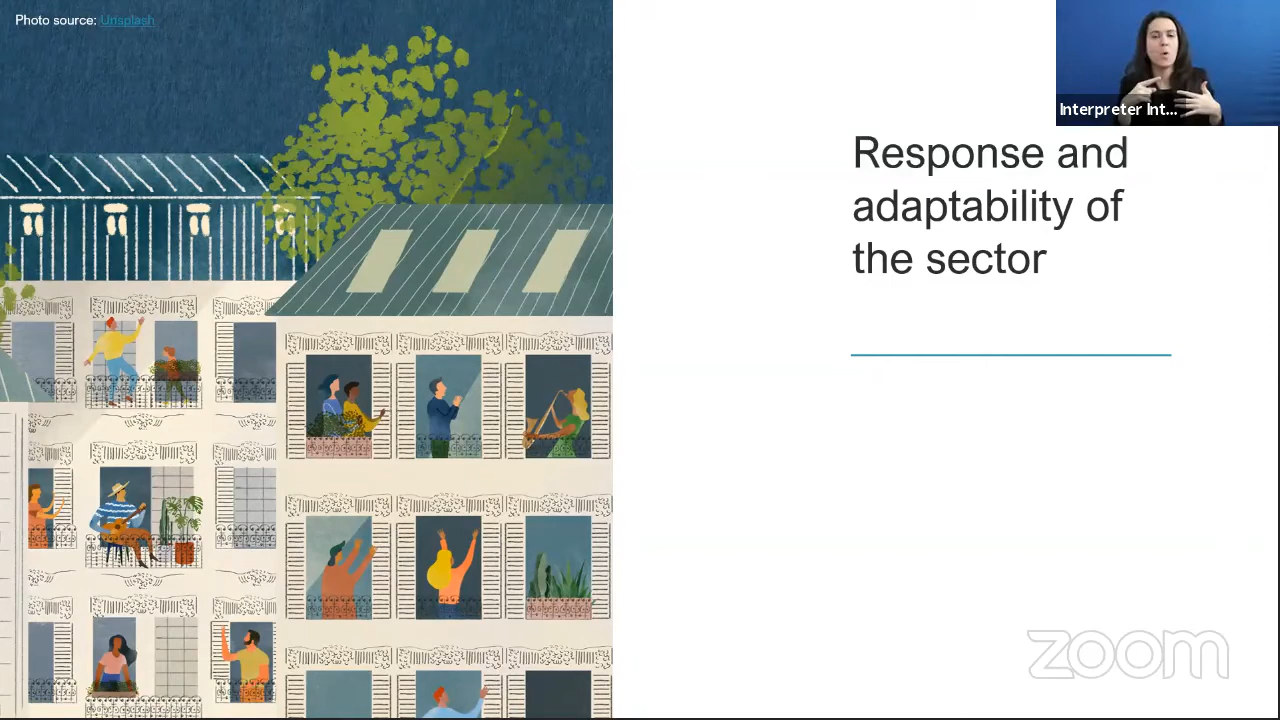 Photo source: Unsplash
Interpreter Int...
Response and
adaptability of
the sector
zoom